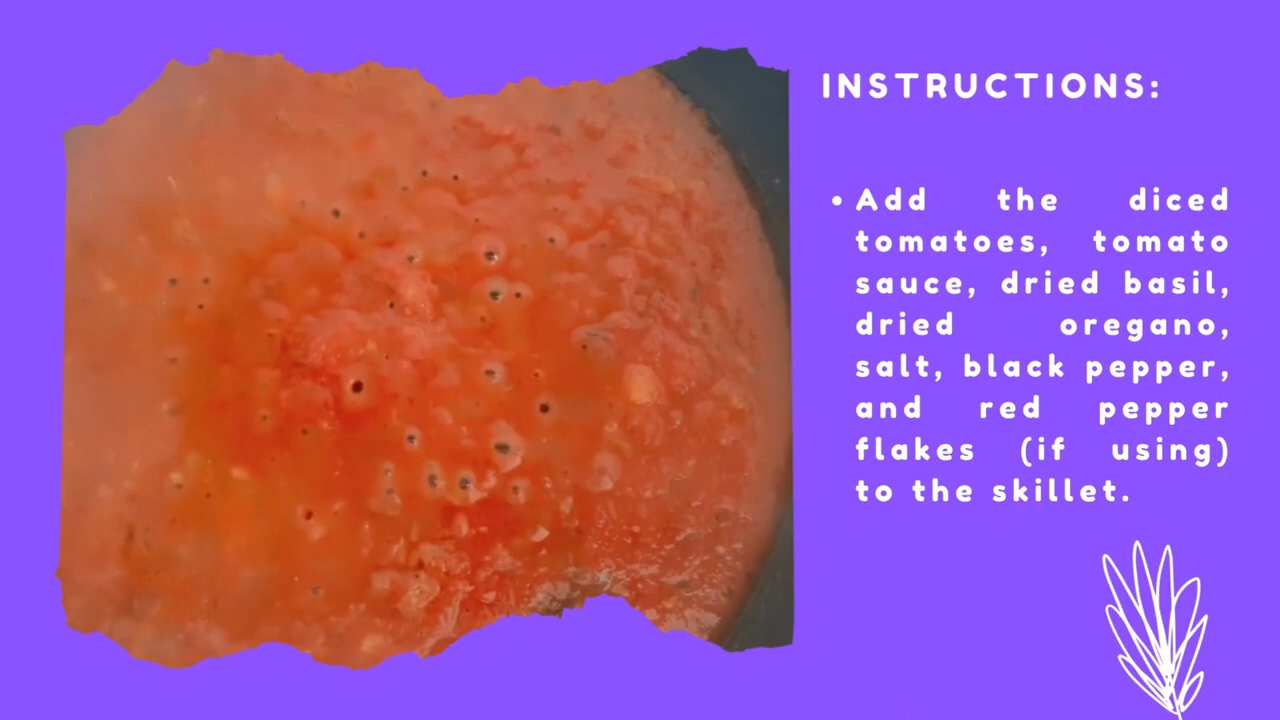 INSTRUCTIONS:
• Add the diced
tomatoes, tomato
sauce, dried basil,
dried oregano,
salt, black pepper,
and red pepper
flakes (if using)
to the skillet.